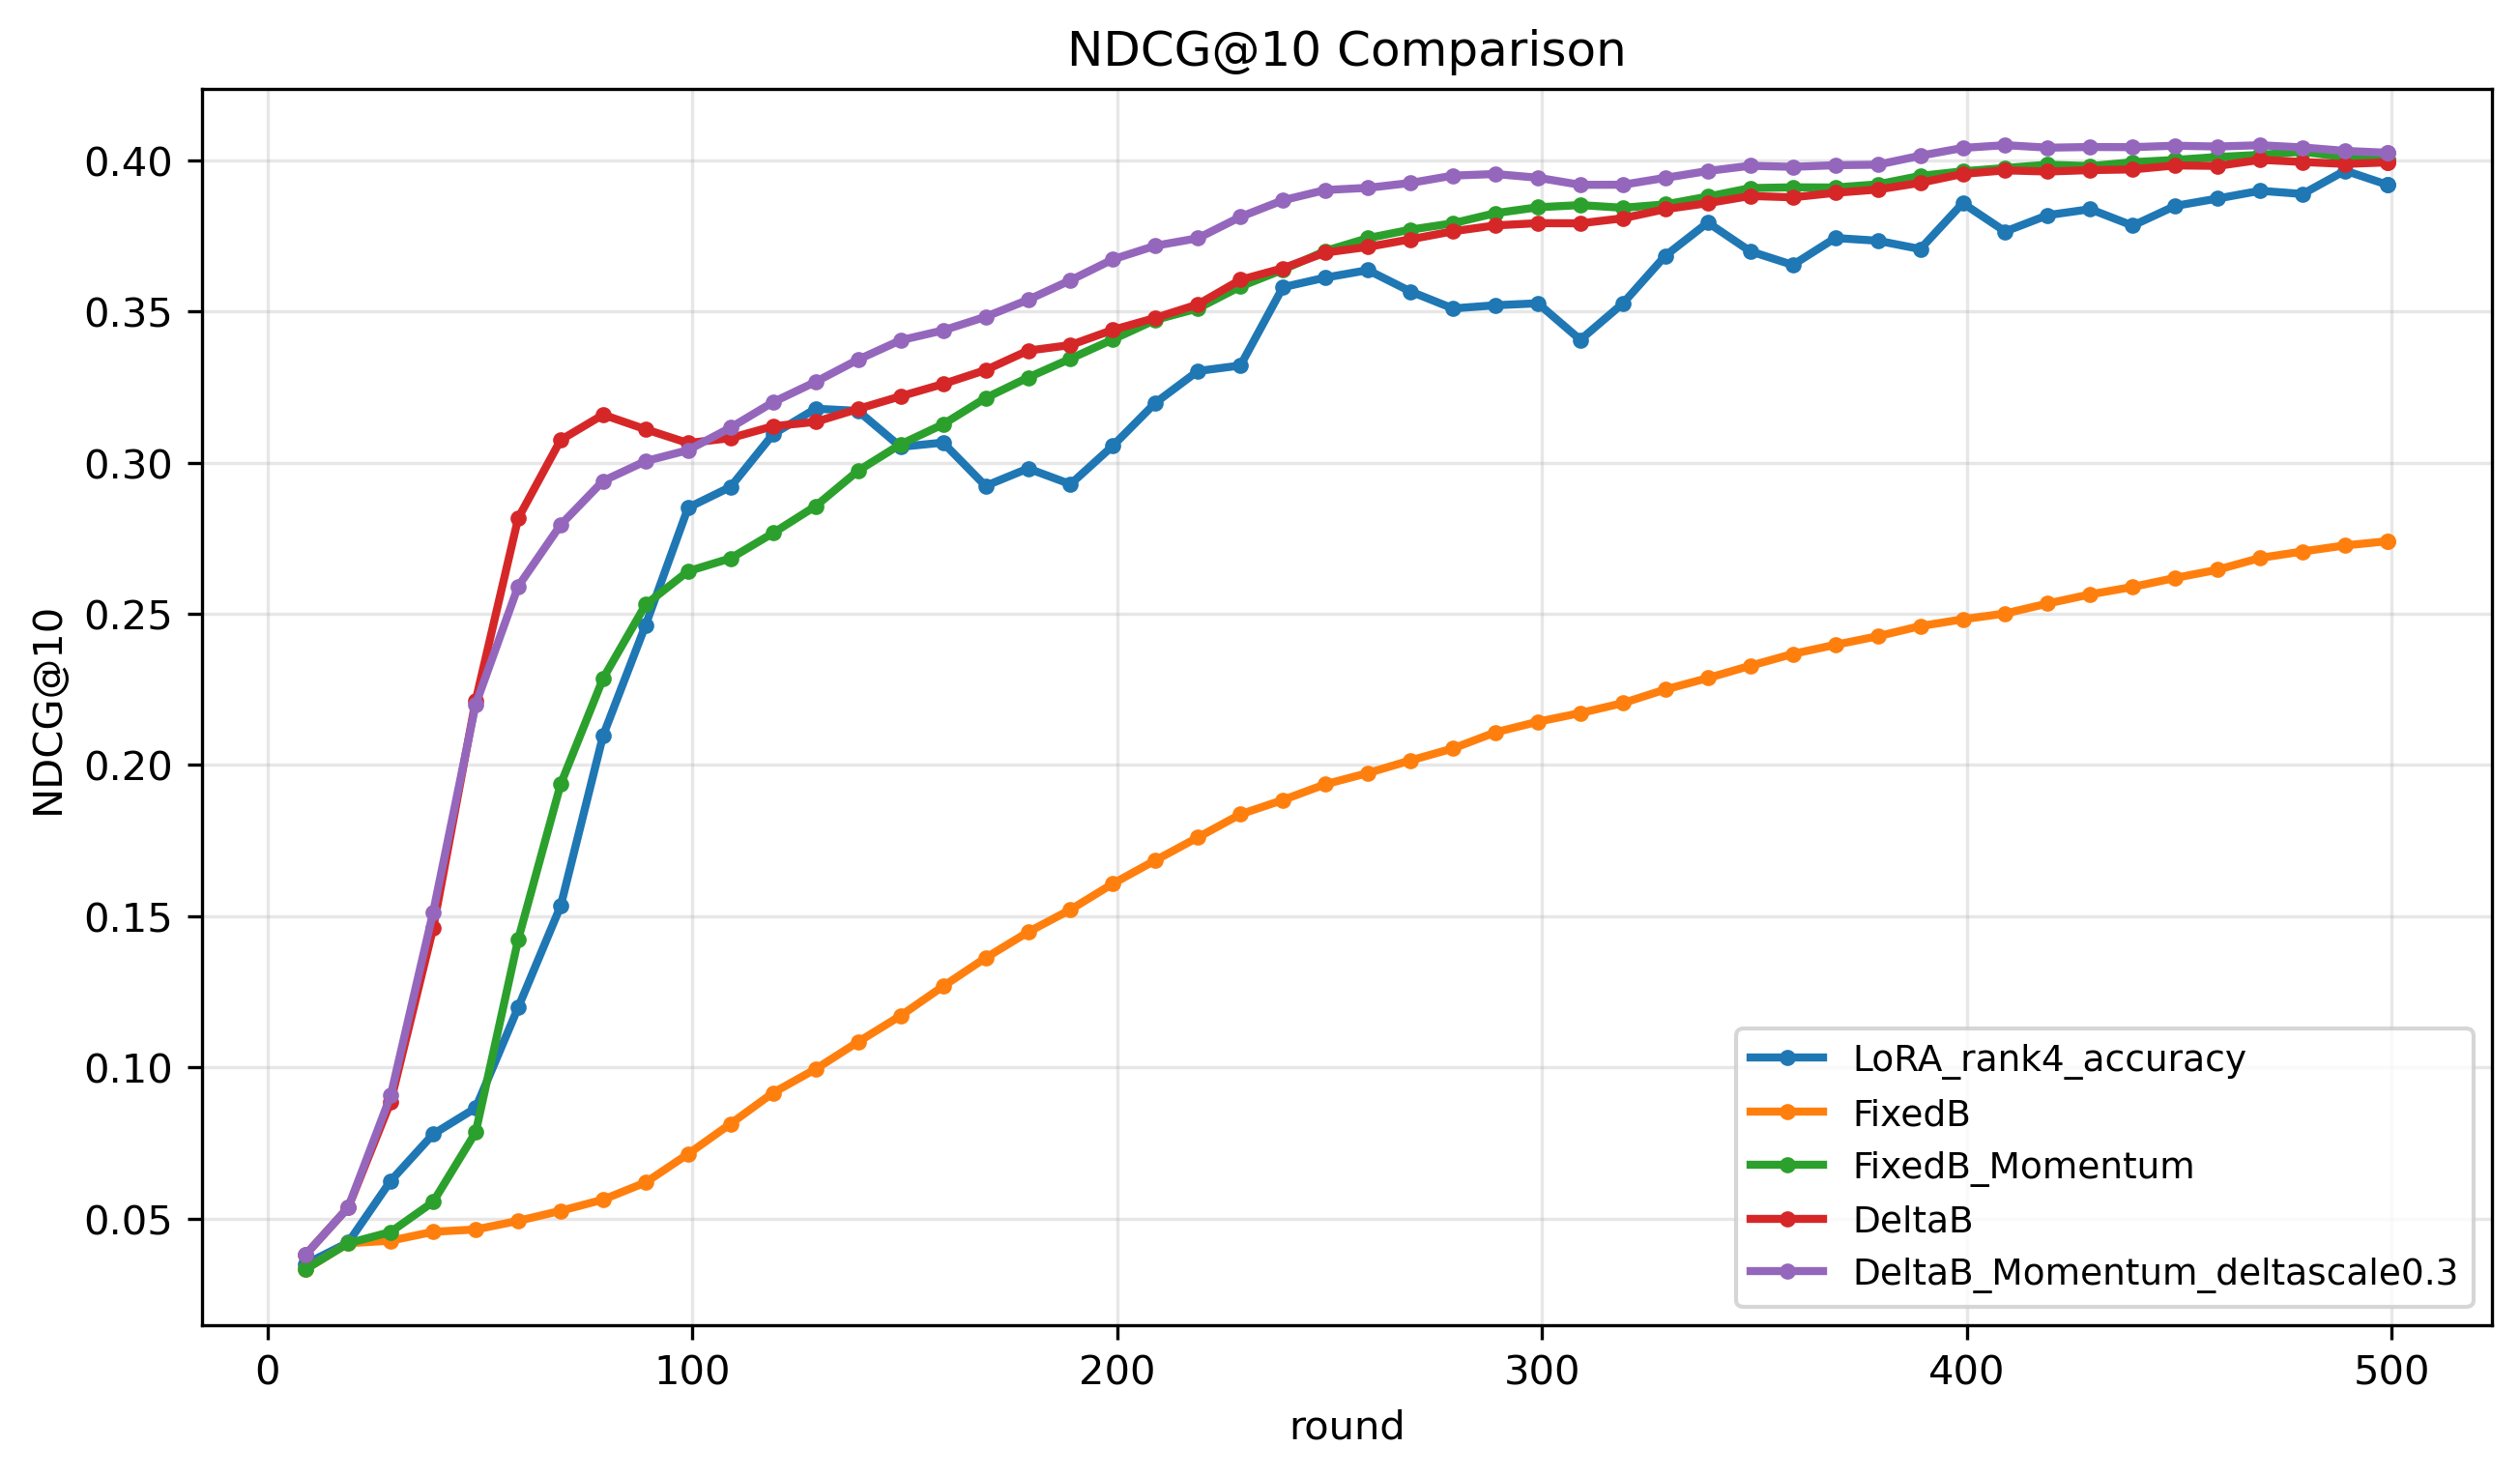 NDCG@10 Comparison
NDCG@10
0.40
0.35
0.30
0.25
0.20
0.15
0.10
0.05
0 100 200 300 400 500
round
LoRA_rank4_accuracy
FixedB
FixedB_Momentum
DeltaB
DeltaB_Momentum_deltascale0.3